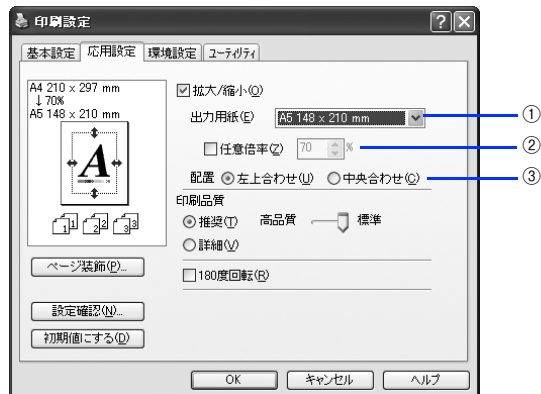 印刷設定
基本設定 応用設定 環境設定 ユーティリティ
A4 210 x 297 mm
↓70%
A5 148 x 210 mm
A
1 1 2 2 3 3
ページ装飾(P)...
設定確認(N)...
初期値にする(D)
拡大/縮小(O)
出力用紙(E) A5 148 x 210 mm ①
任意倍率(Z) 70 % ②
配置 左上合わせ(U) 中央合わせ(C) ③
印刷品質
推奨(T) 高品質 標準
詳細(V)
180度回転(R)
OK キャンセル ヘルプ